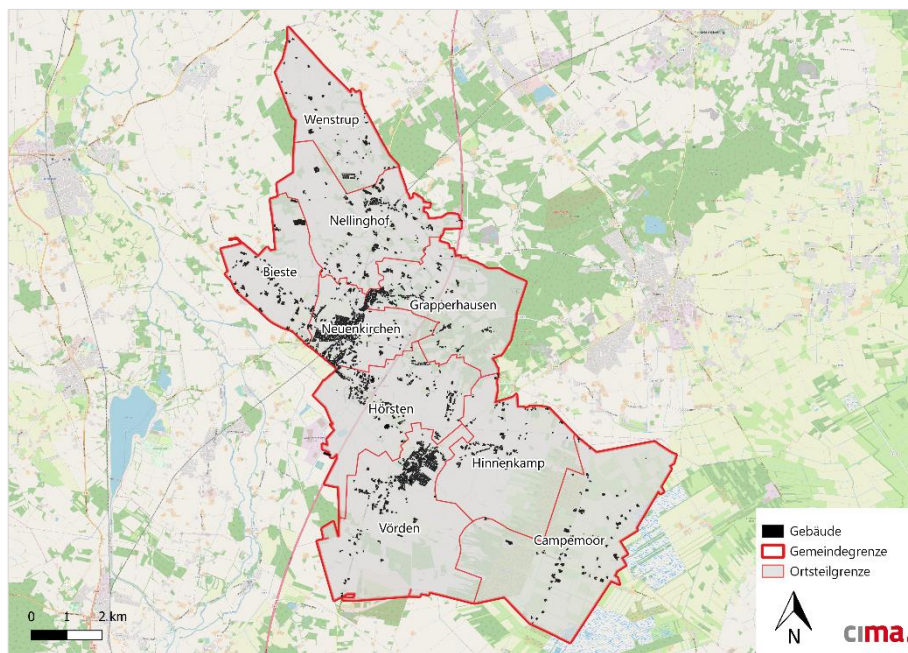 Wenstrup
Nellinghof
Bieste
Grapperhausen
Neuenkirchen
Hörsten
Hinnenkamp
Vörden
Campemoor
Gebäude
Gemeindegrenze
Ortsteilgrenze
0 1 2 km
N
cima.